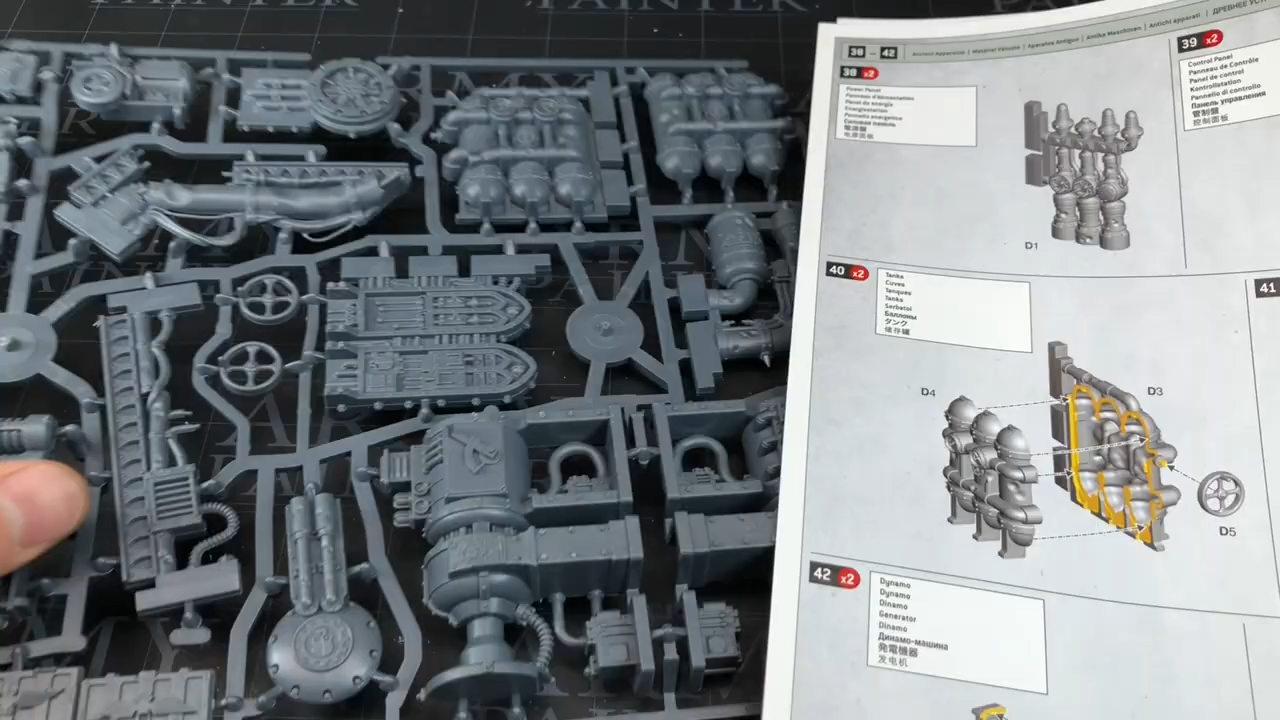 PAINTER
PAINTER
38 – 42
Ancient Apparatus | Matériel Vétuste | Aparatos Antiguos | Antike Maschinen | Antichi Apparati | ДРЕВНЕЕ
38 x2
Power Panel
Panneau d'Alimentation
Panel de energía
Energiestation
Pannello energetico
Силовая панель
電源盤
电源面板
D1
39 x2
Control Panel
Panneau de Contrôle
Panel de control
Kontrollstation
Pannello di controllo
Панель управления
管制盤
控制面板
40 x2
Tanks
Cuves
Tanques
Tanks
Serbatoi
Баллоны
タンク
储存罐
D4
D3
D5
41
42 x2
Dynamo
Dynamo
Dinamo
Generator
Dinamo
Динамо-машина
発電機器
发电机